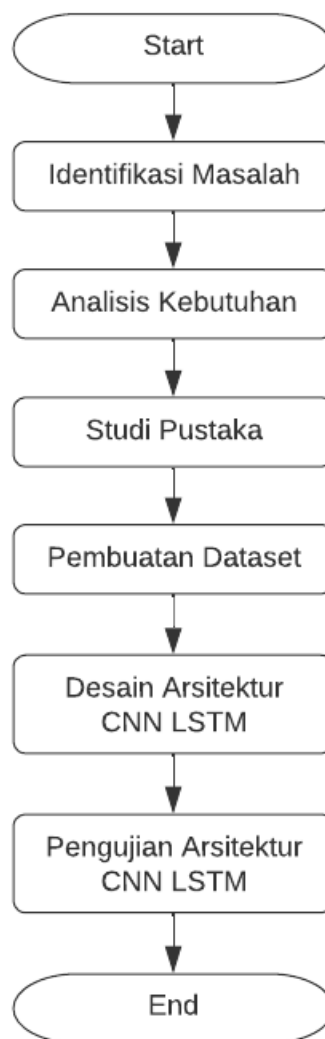 Start
Identifikasi Masalah
Analisis Kebutuhan
Studi Pustaka
Pembuatan Dataset
Desain Arsitektur
CNN LSTM
Pengujian Arsitektur
CNN LSTM
End